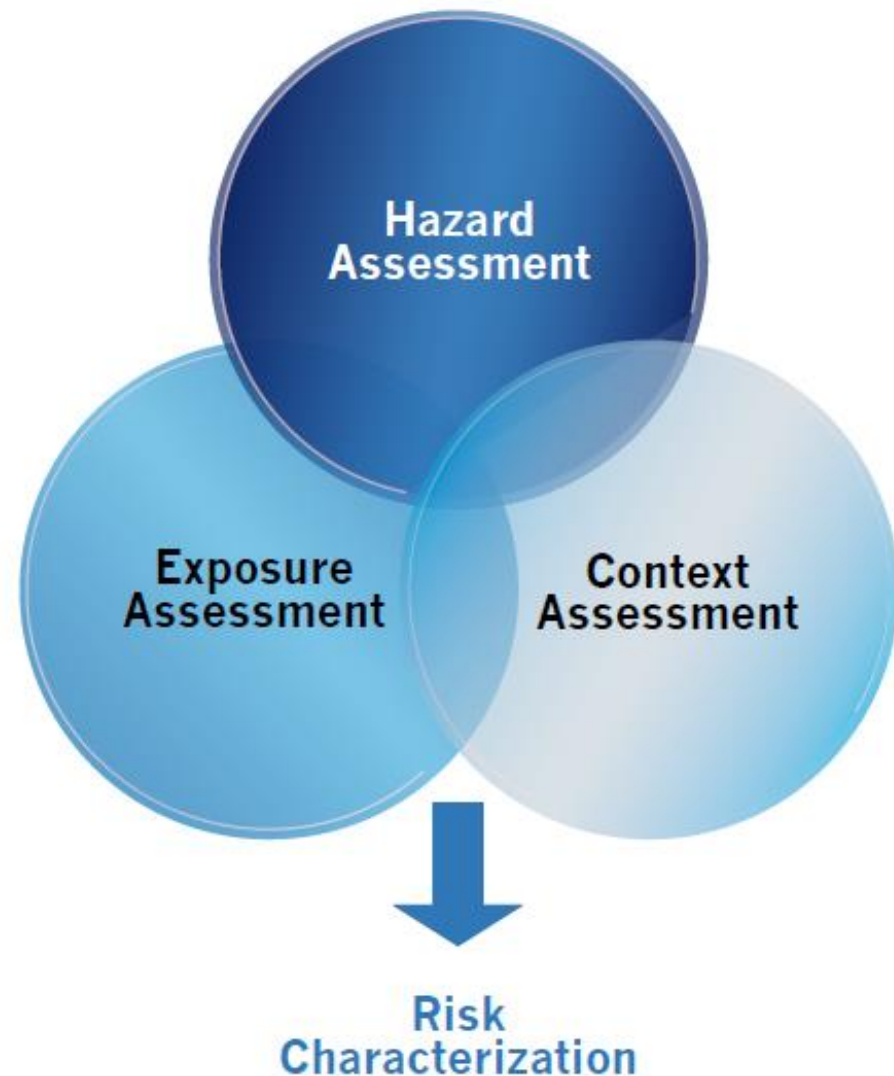 Hazard
Assessment
Exposure
Assessment
Context
Assessment
Risk
Characterization